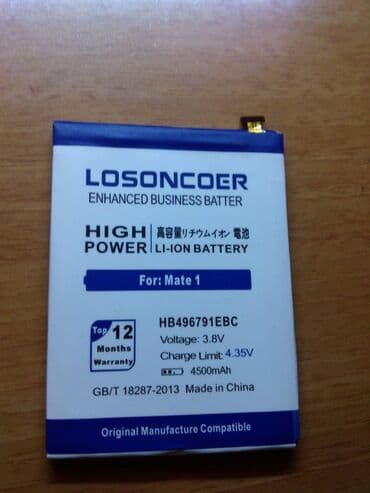 LOSONCOER
ENHANCED BUSINESS BATTER
HIGH POWER
高容量リチウムイオン電池
LI-ION BATTERY
For: Mate 1
Top 12
Months
Warranty
HB496791EBC
Voltage: 3.8V
Charge Limit: 4.35V
4500mAh
GB/T 18287-2013 Made in China
Original Manufacture Compatible